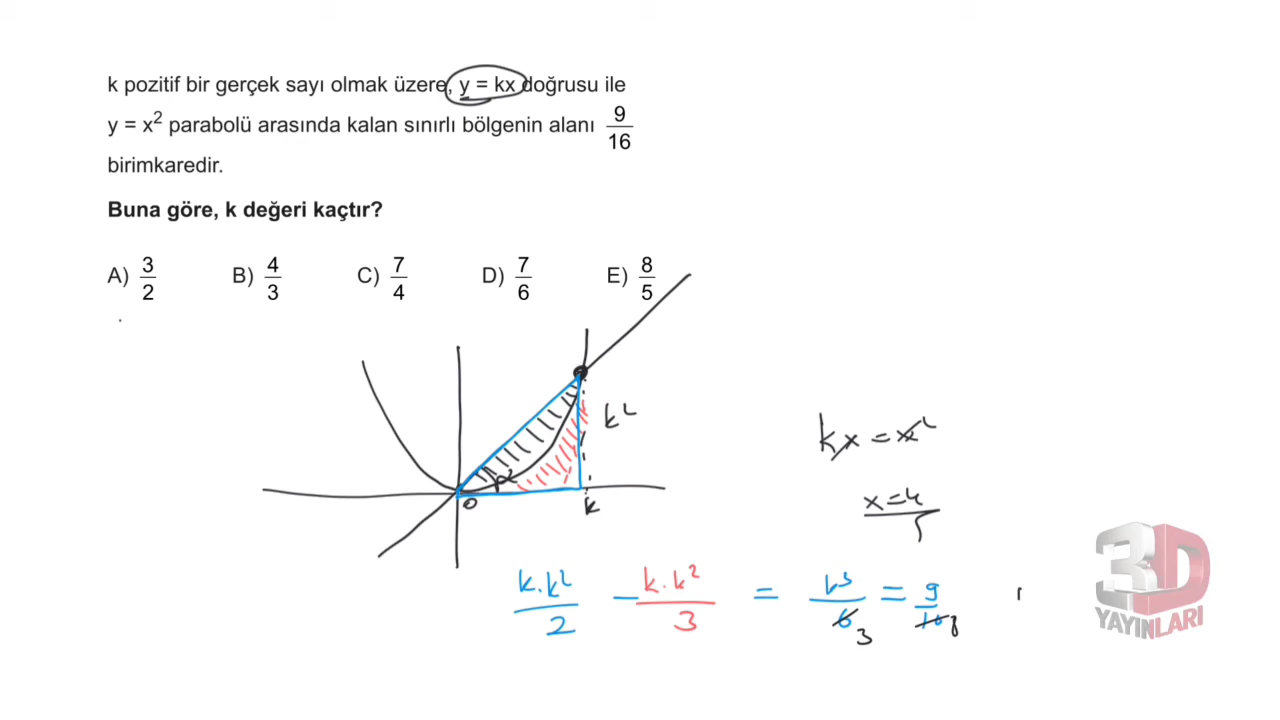 k pozitif bir gerçek sayı olmak üzere, y = kx doğrusu ile
y = x² parabolü arasında kalan sınırlı bölgenin alanı 9/16
birimkaredir.
Buna göre, k değeri kaçtır?
A) 3/2 B) 4/3 C) 7/4 D) 7/6 E) 8/5
k²
kx = x²
0 k
x = k
k.k²/2 − k.k²/3 = k³/6 3 = 9/16 8
3D
YAYINLARI